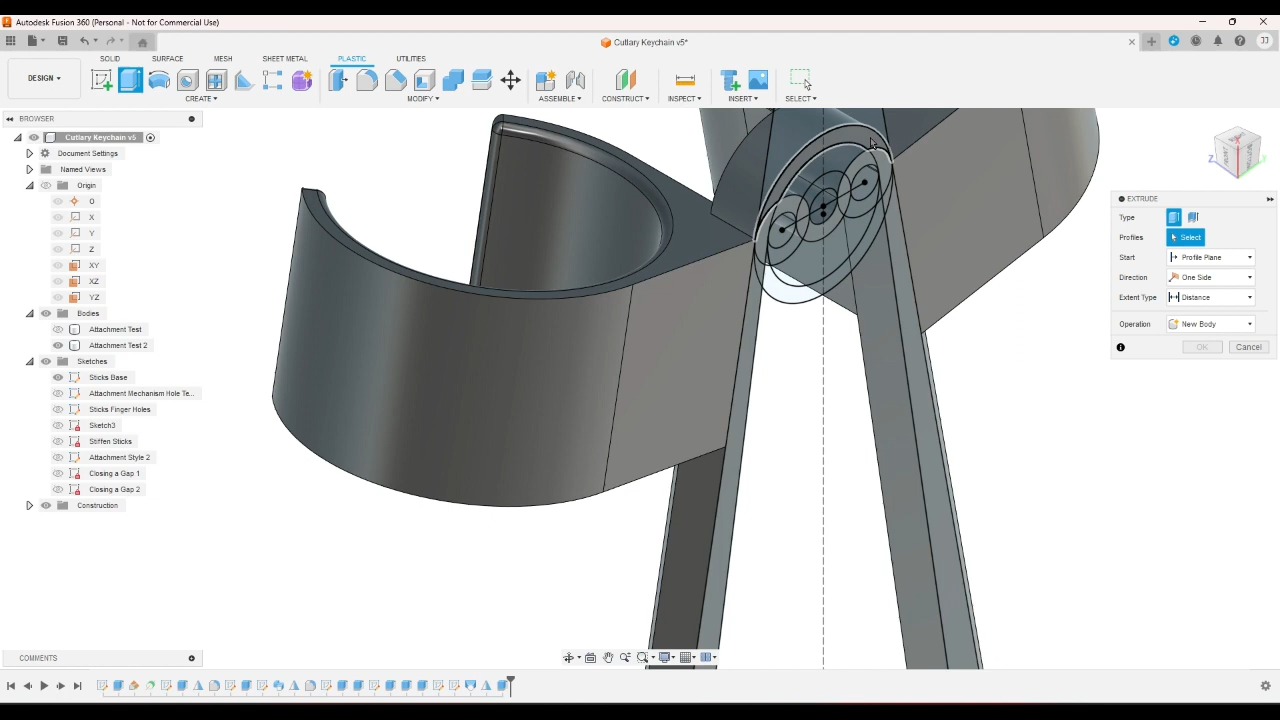 Autodesk Fusion 360 (Personal - Not for Commercial Use)
Cutlary Keychain v5*
JJ
DESIGN
SOLID SURFACE MESH SHEET METAL PLASTIC UTILITIES
CREATE MODIFY ASSEMBLE CONSTRUCT INSPECT INSERT SELECT
BROWSER
Cutlary Keychain v5
Document Settings
Named Views
Origin
O
X
Y
Z
XY
XZ
YZ
Bodies
Attachment Test
Attachment Test 2
Sketches
Sticks Base
Attachment Mechanism Hole Te...
Sticks Finger Holes
Sketch3
Stiffen Sticks
Attachment Style 2
Closing a Gap 1
Closing a Gap 2
Construction
Z
EXTRUDE
Type
Profiles Select
Start Profile Plane
Direction One Side
Extent Type Distance
Operation New Body
OK Cancel
COMMENTS